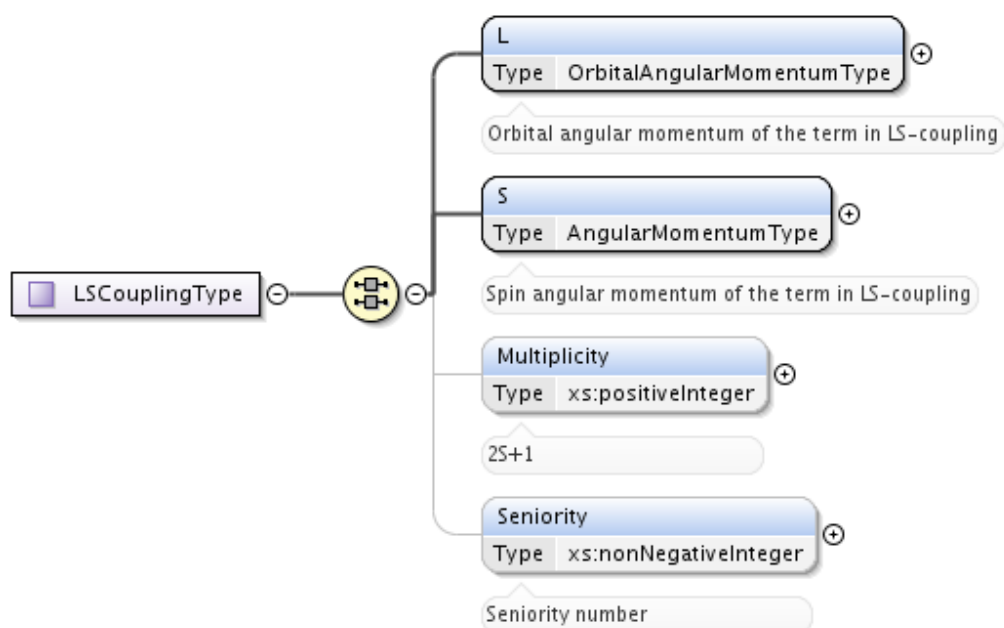 L
Type OrbitalAngularMomentumType
Orbital angular momentum of the term in LS-coupling
S
Type AngularMomentumType
Spin angular momentum of the term in LS-coupling
LSCouplingType
Multiplicity
Type xs:positiveInteger
2S+1
Seniority
Type xs:nonNegativeInteger
Seniority number